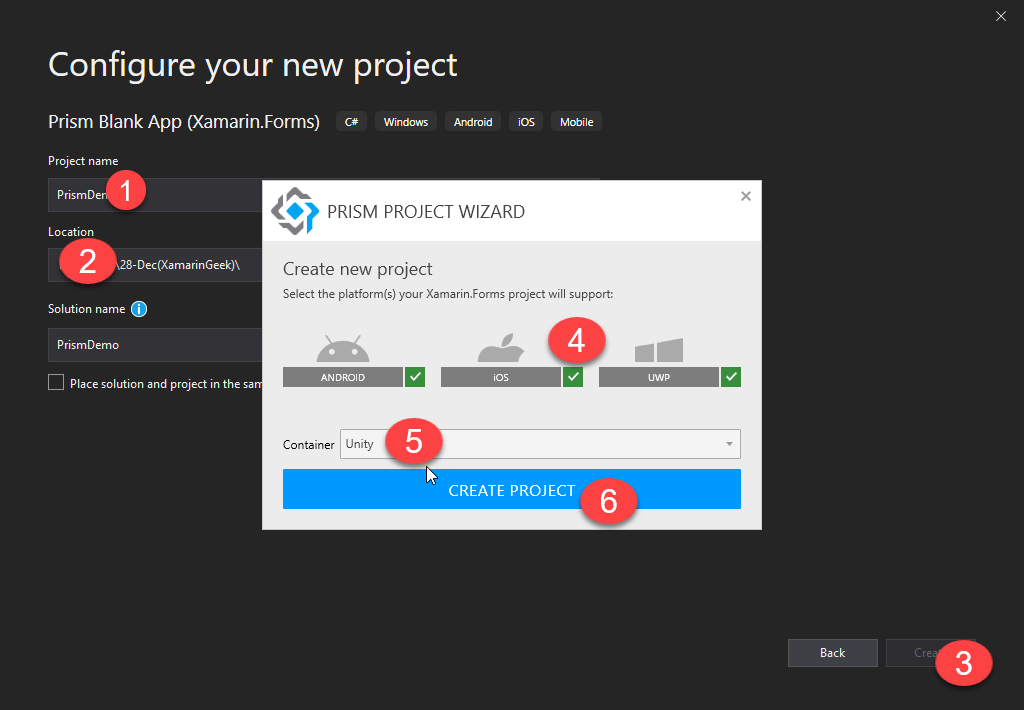 Configure your new project
Prism Blank App (Xamarin.Forms) C# Windows Android iOS Mobile
Project name
1
Location
2 \28-Dec(XamarinGeek)\
Solution name i
PrismDemo
Place solution and project in the
PRISM PROJECT WIZARD
Create new project
Select the platform(s) your Xamarin.Forms project will support:
4
ANDROID iOS UWP
Container Unity 5
CREATE PROJECT 6
Back 3